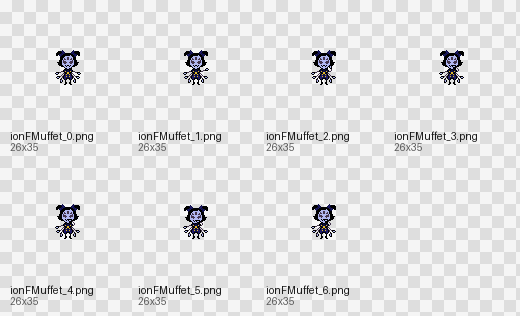 ionFMuffet_0.png
26x35
ionFMuffet_1.png
26x35
ionFMuffet_2.png
26x35
ionFMuffet_3.png
26x35
ionFMuffet_4.png
26x35
ionFMuffet_5.png
26x35
ionFMuffet_6.png
26x35